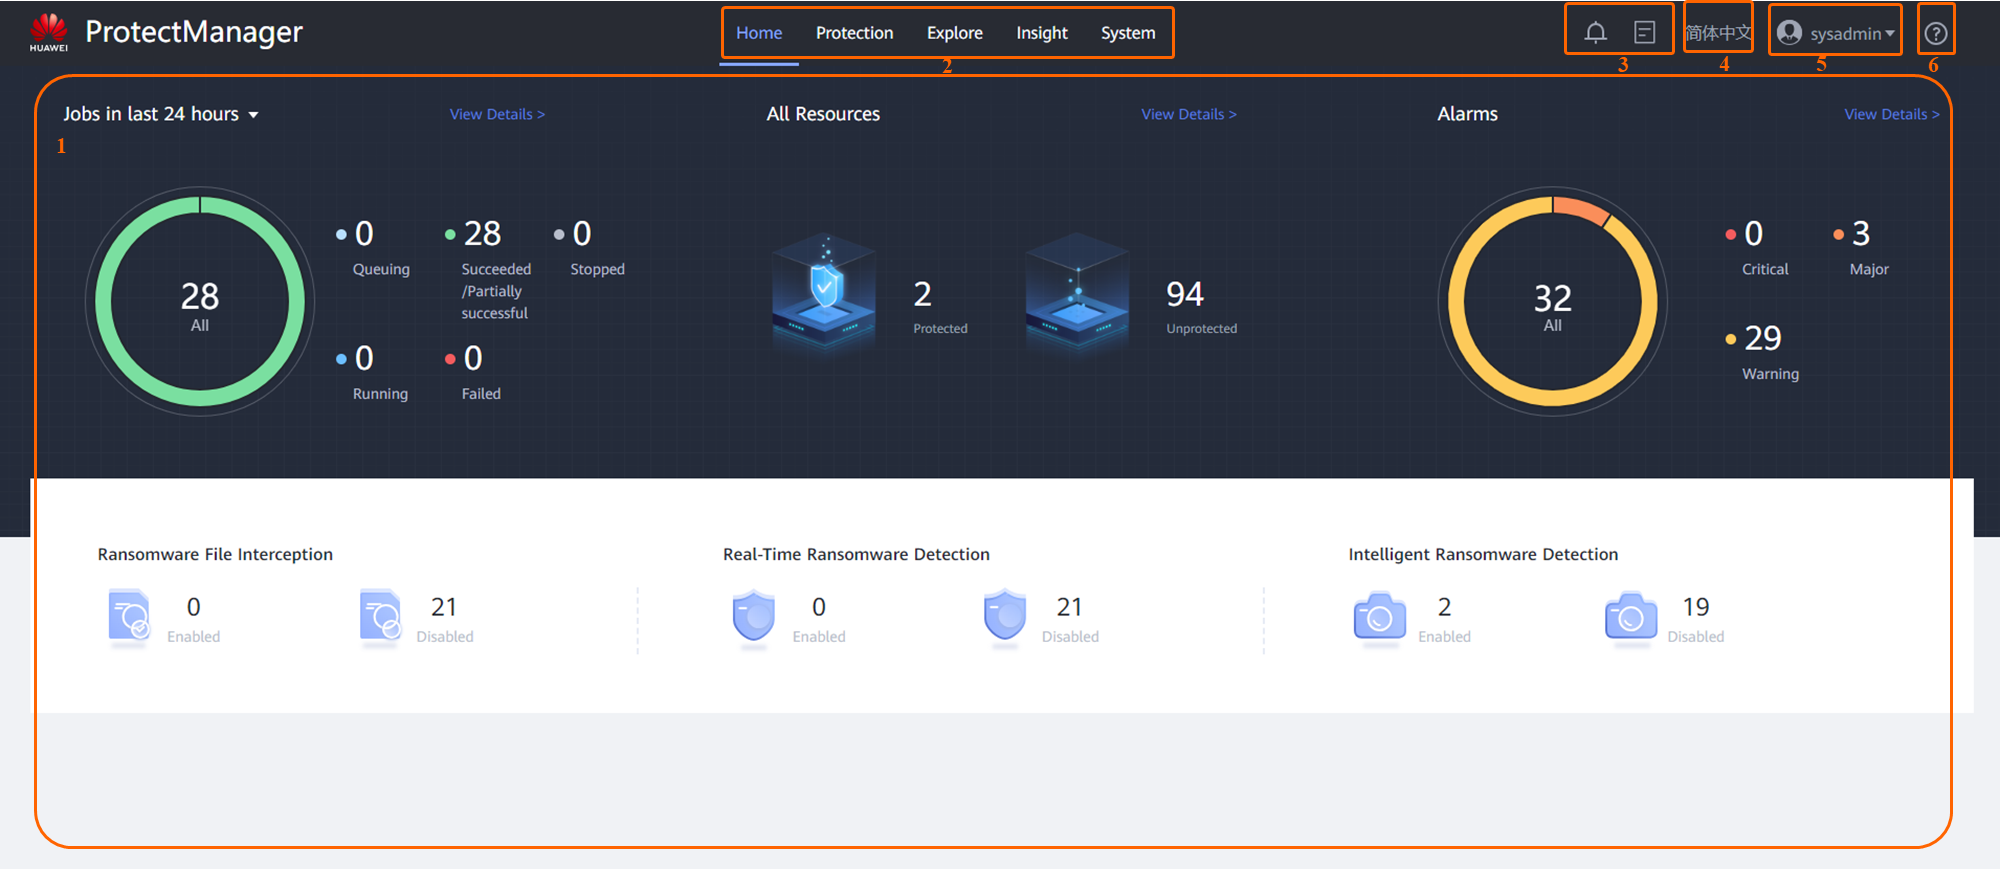 HUAWEI
ProtectManager
Home Protection Explore Insight System
简体中文
sysadmin
2
3
4
5
6
Jobs in last 24 hours
View Details >
1
28
All
0
Queuing
28
Succeeded
/Partially
successful
0
Stopped
0
Running
0
Failed
All Resources
View Details >
2
Protected
94
Unprotected
Alarms
View Details >
32
All
0
Critical
3
Major
29
Warning
Ransomware File Interception
0
Enabled
21
Disabled
Real-Time Ransomware Detection
0
Enabled
21
Disabled
Intelligent Ransomware Detection
2
Enabled
19
Disabled